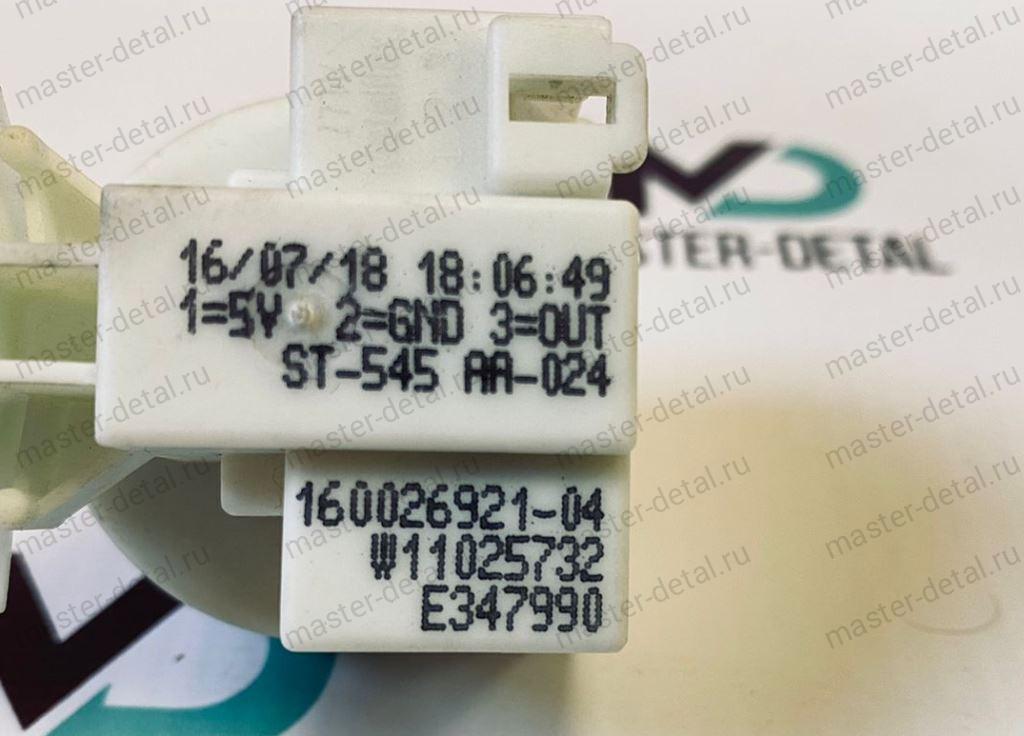 16/07/18 18:06:49
1=5V 2=GND 3=OUT
ST-545 AA-024
160026921-04
W11025732
E347990
MASTER-DETAL
master-detal.ru